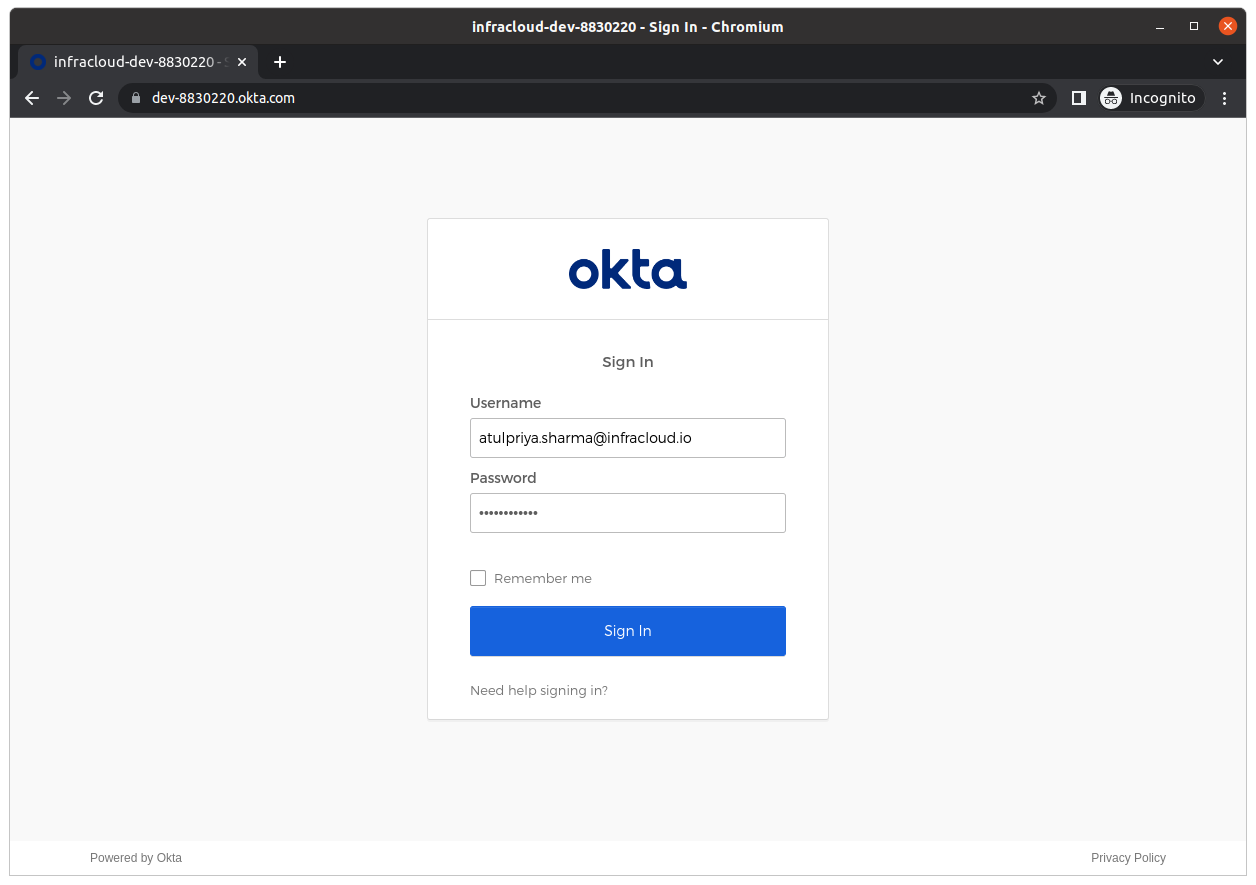 infracloud-dev-8830220 - Sign In - Chromium
infracloud-dev-8830220 - S
dev-8830220.okta.com
Incognito
okta
Sign In
Username
atulpriya.sharma@infracloud.io
Password
••••••••••••
Remember me
Sign In
Need help signing in?
Powered by Okta
Privacy Policy